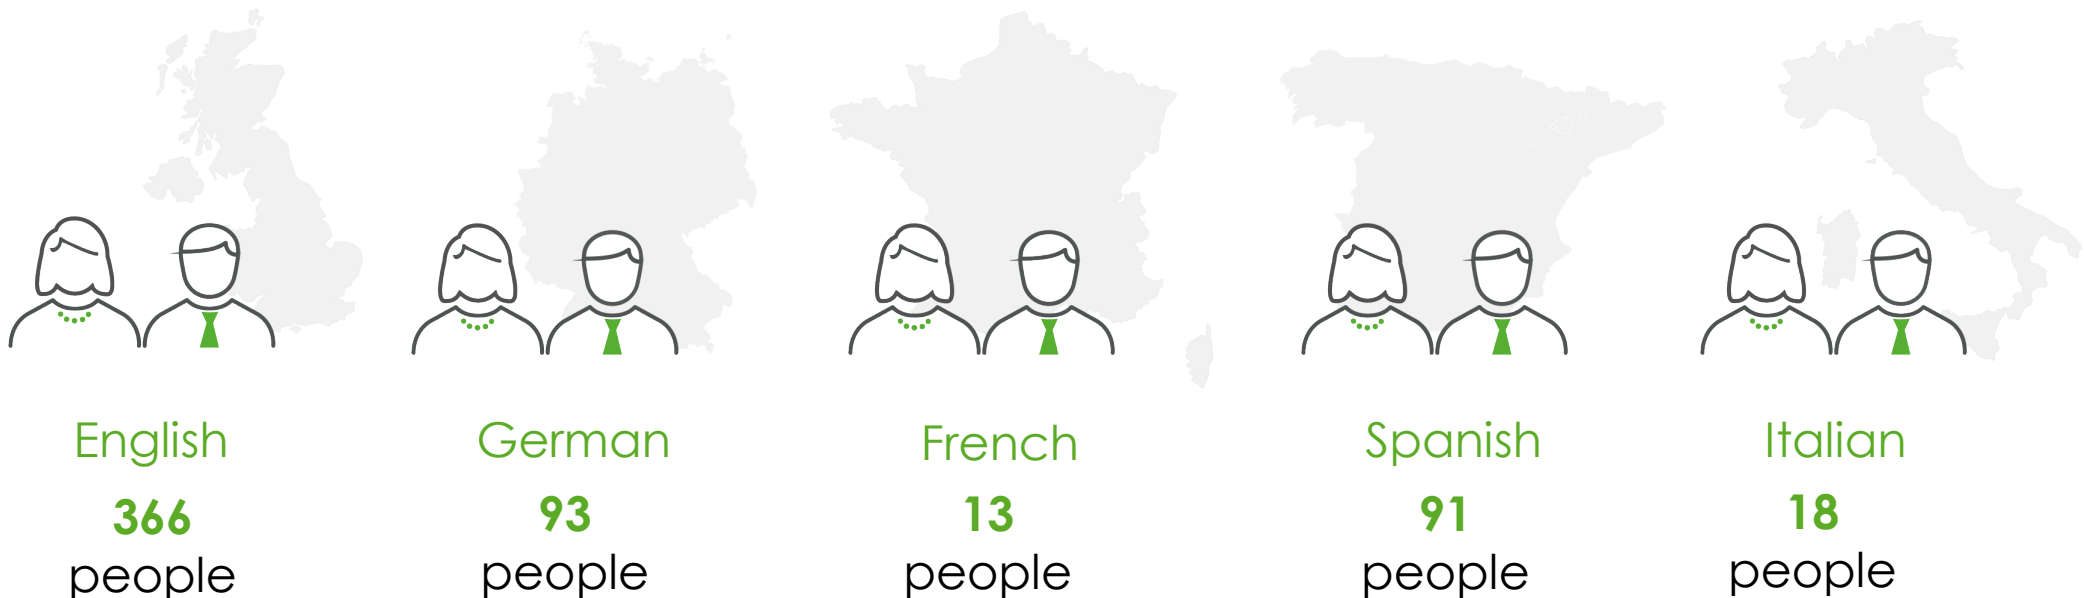 English
366
people
German
93
people
French
13
people
Spanish
91
people
Italian
18
people